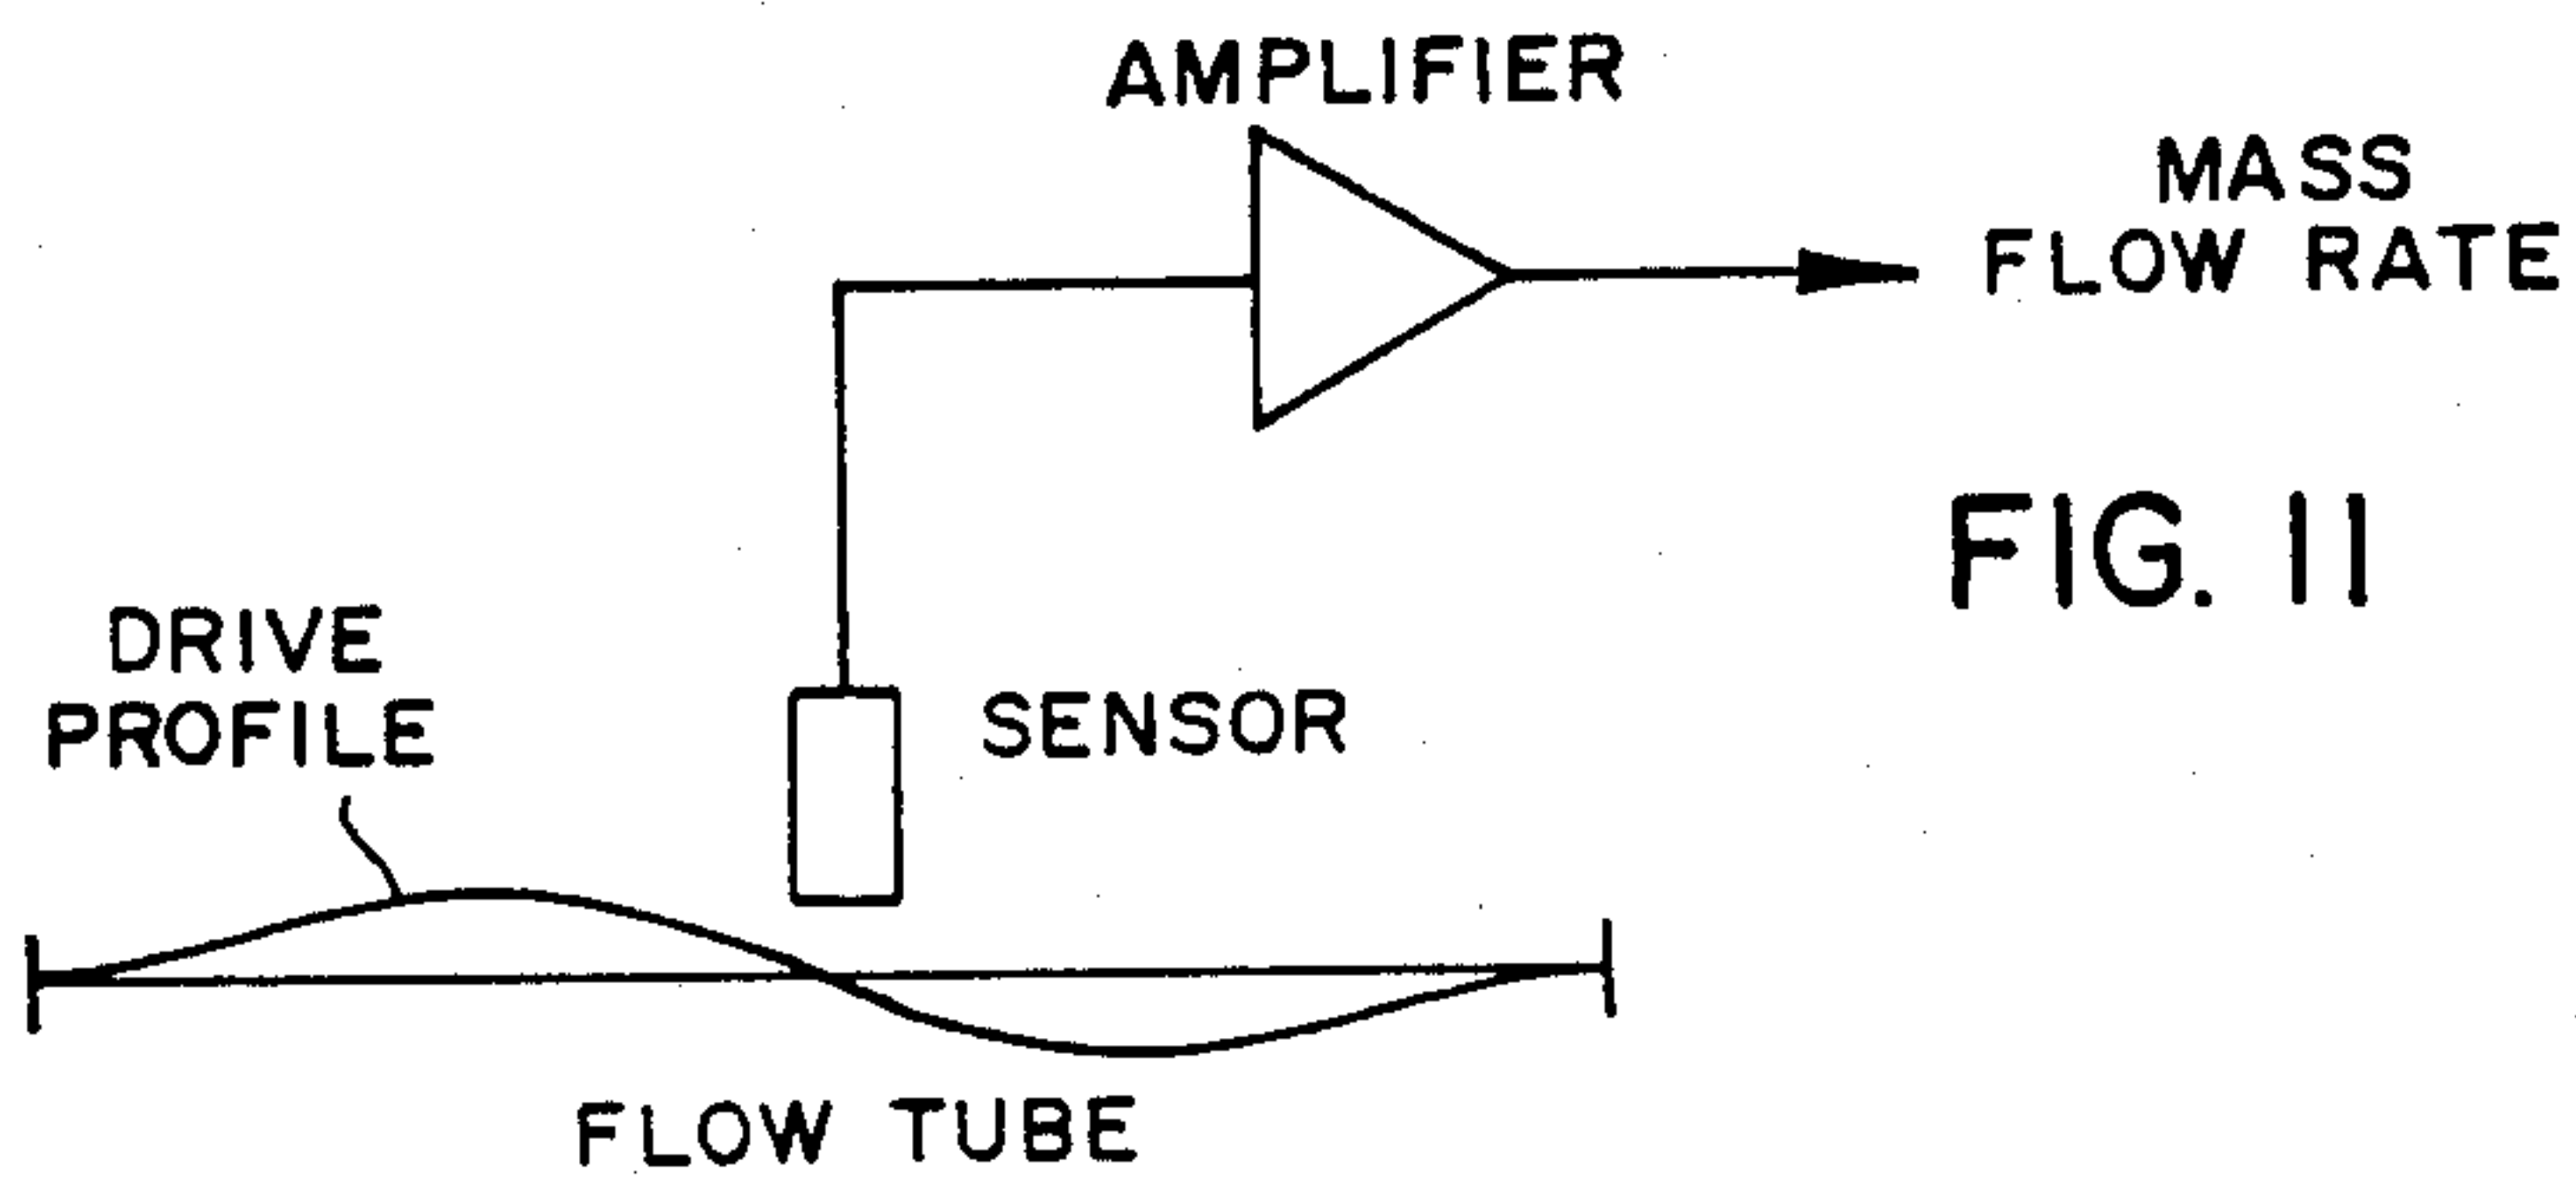 AMPLIFIER
MASS
FLOW RATE
FIG. 11
DRIVE
PROFILE
SENSOR
FLOW TUBE